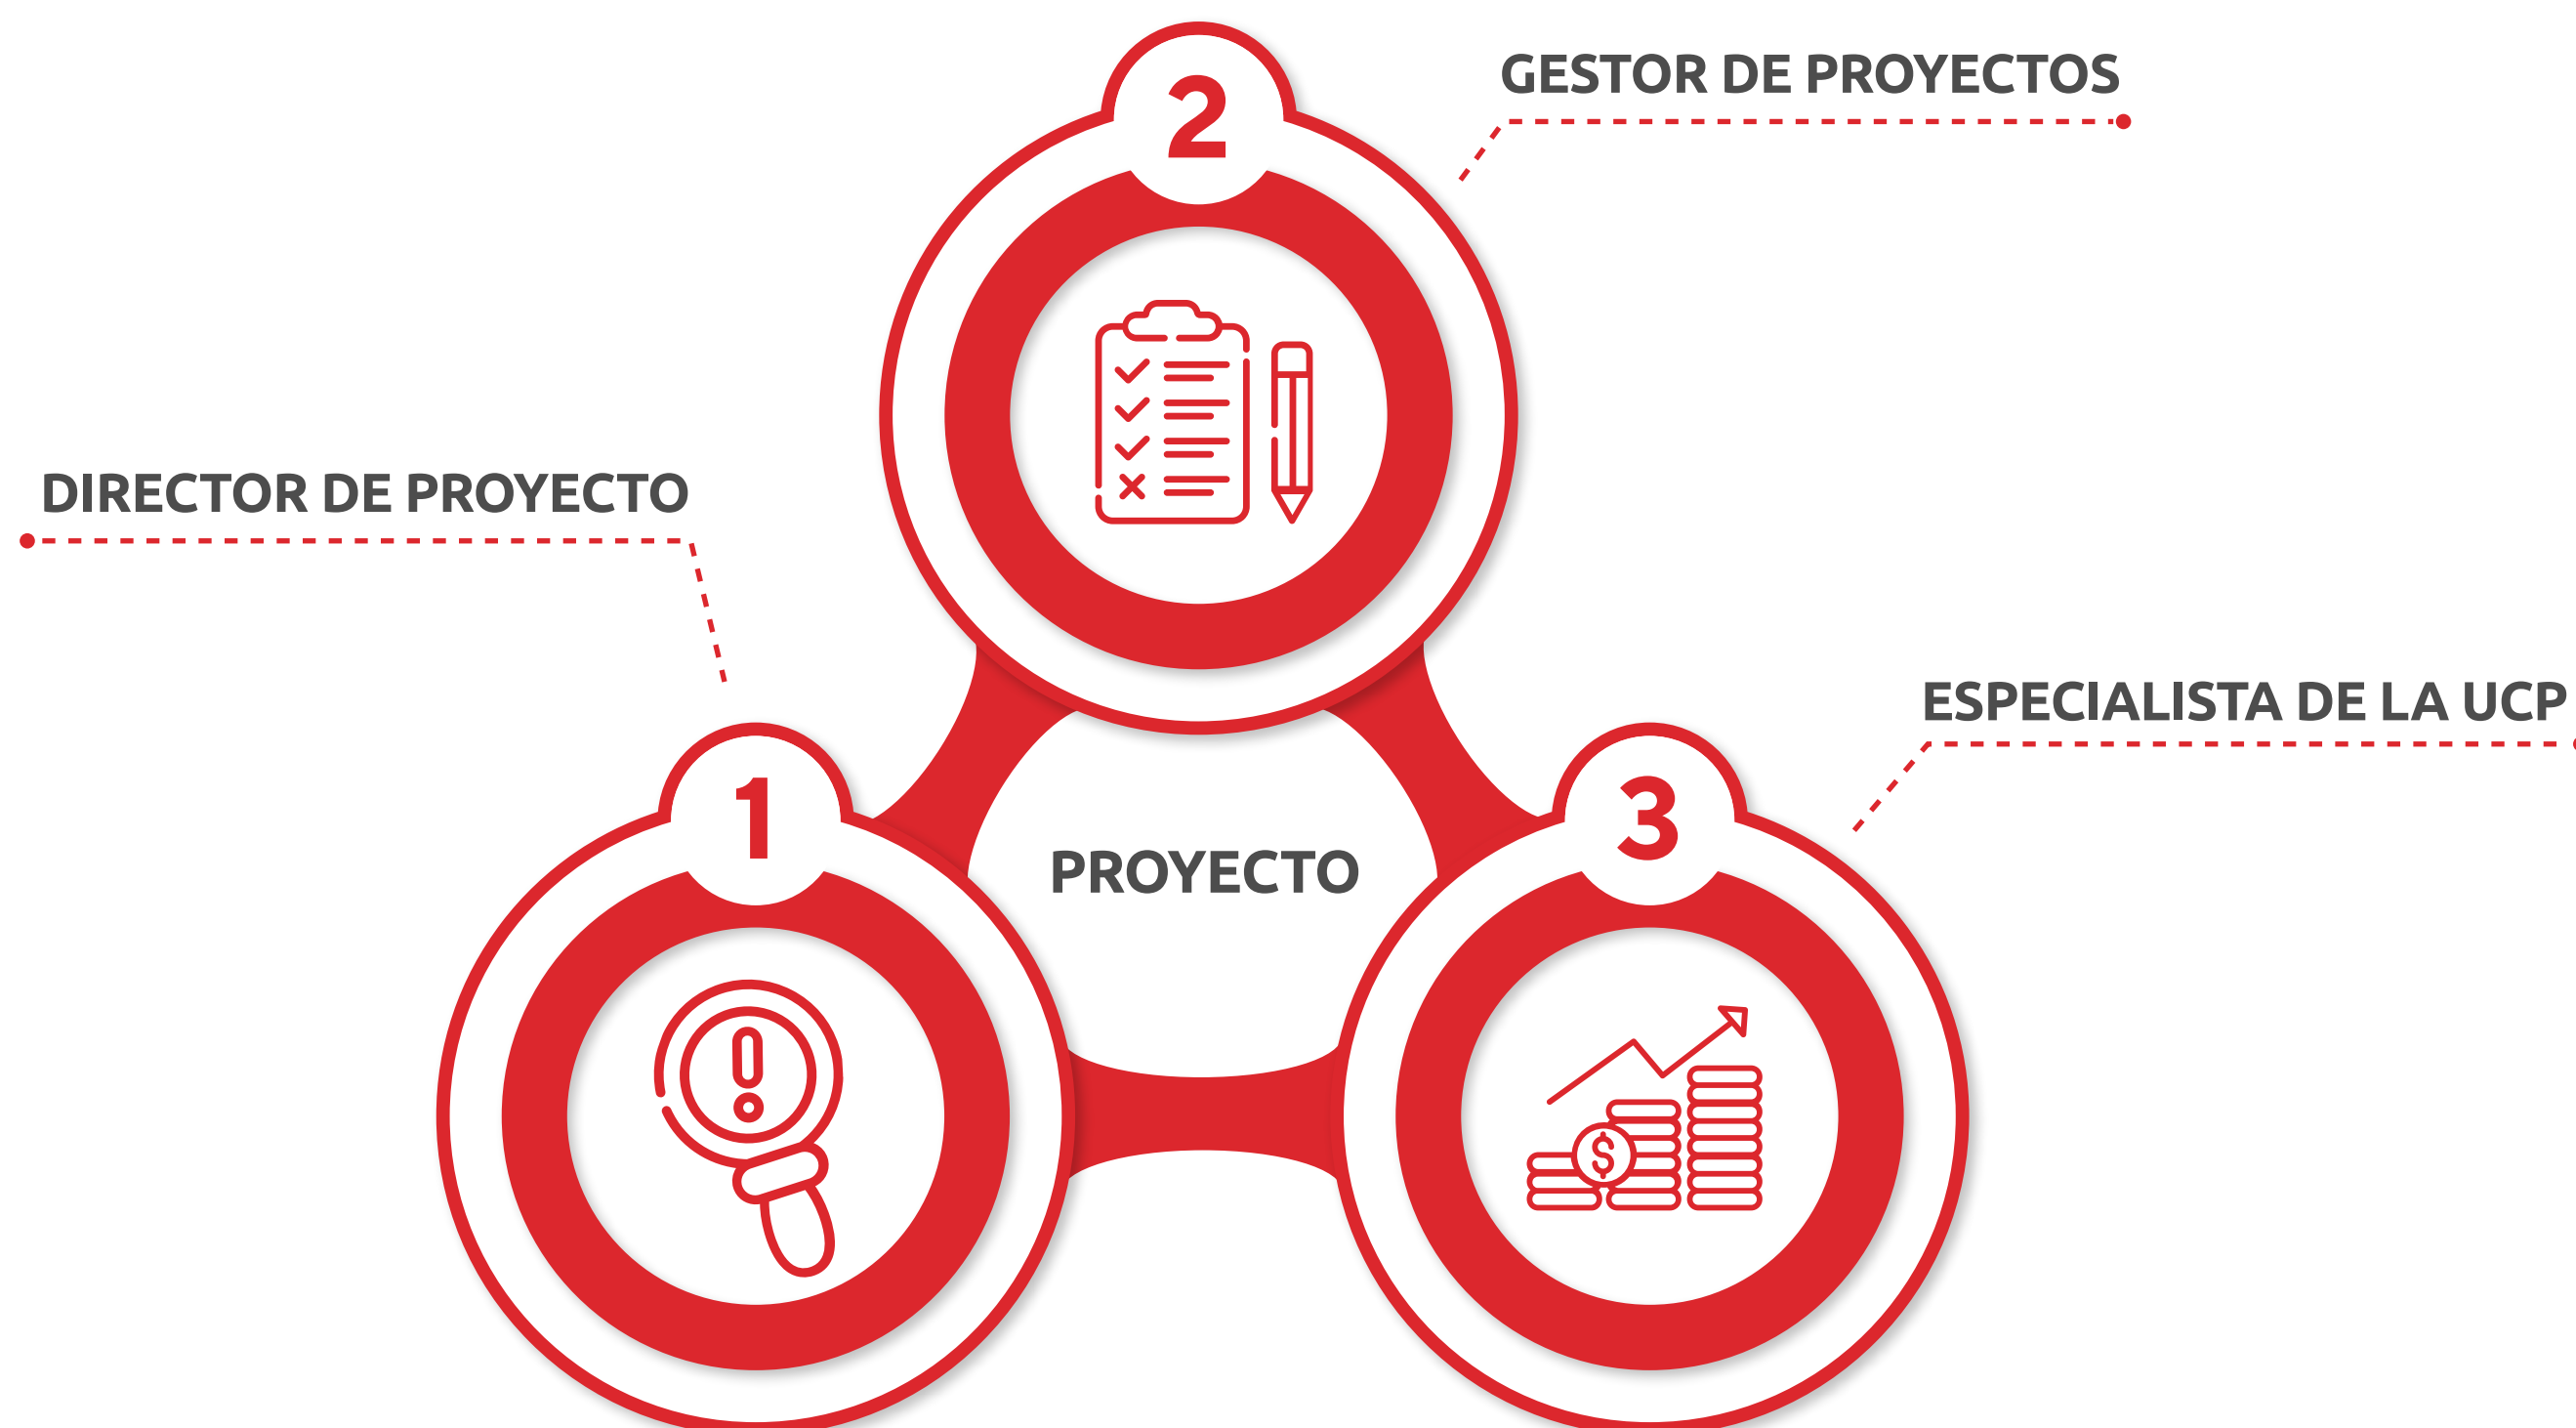 2
GESTOR DE PROYECTOS
DIRECTOR DE PROYECTO
ESPECIALISTA DE LA UCP
1
3
PROYECTO
$